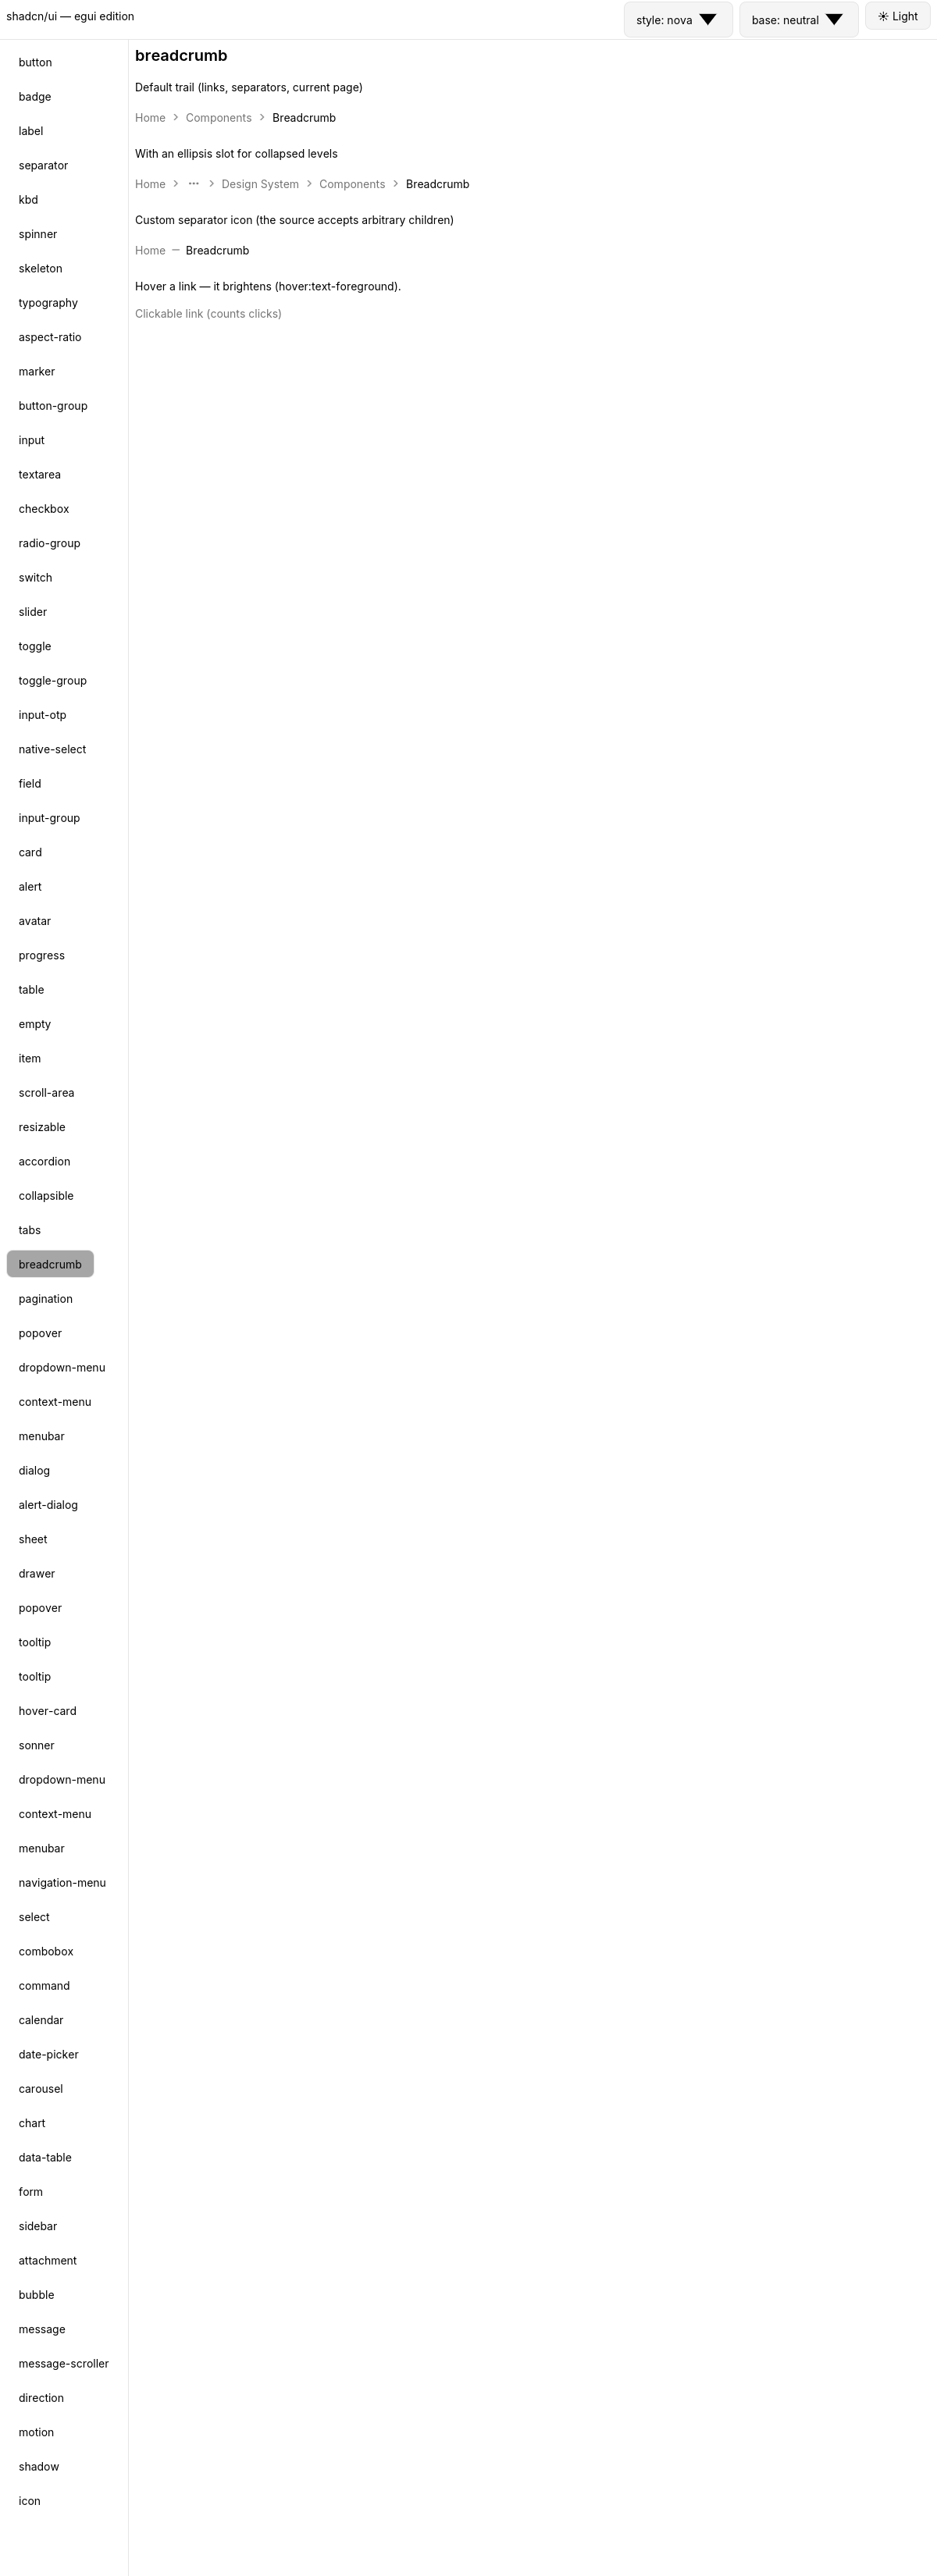 shadcn/ui — egui edition
style: nova
base: neutral
☀ Light
button
badge
label
separator
kbd
spinner
skeleton
typography
aspect-ratio
marker
button-group
input
textarea
checkbox
radio-group
switch
slider
toggle
toggle-group
input-otp
native-select
field
input-group
card
alert
avatar
progress
table
empty
item
scroll-area
resizable
accordion
collapsible
tabs
breadcrumb
pagination
popover
dropdown-menu
context-menu
menubar
dialog
alert-dialog
sheet
drawer
popover
tooltip
tooltip
hover-card
sonner
dropdown-menu
context-menu
menubar
navigation-menu
select
combobox
command
calendar
date-picker
carousel
chart
data-table
form
sidebar
attachment
bubble
message
message-scroller
direction
motion
shadow
icon
breadcrumb
Default trail (links, separators, current page)
Home > Components > Breadcrumb
With an ellipsis slot for collapsed levels
Home > ··· > Design System > Components > Breadcrumb
Custom separator icon (the source accepts arbitrary children)
Home — Breadcrumb
Hover a link — it brightens (hover:text-foreground).
Clickable link (counts clicks)